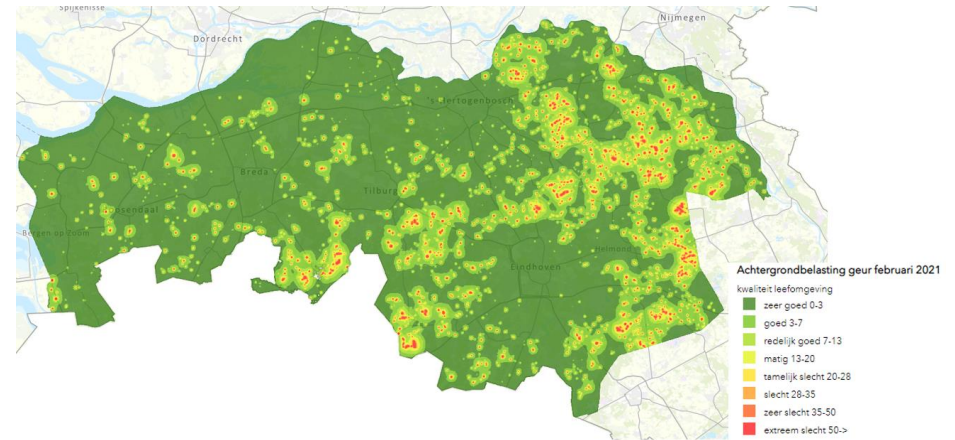 Spijkenisse
Nijmegen
Dordrecht
's-Hertogenbosch
Breda
Tilburg
Roosendaal
Bergen op Zoom
Helmond
Eindhoven
Achtergrondbelasting geur februari 2021
kwaliteit leefomgeving
zeer goed 0-3
goed 3-7
redelijk goed 7-13
matig 13-20
tamelijk slecht 20-28
slecht 28-35
zeer slecht 35-50
extreem slecht 50->